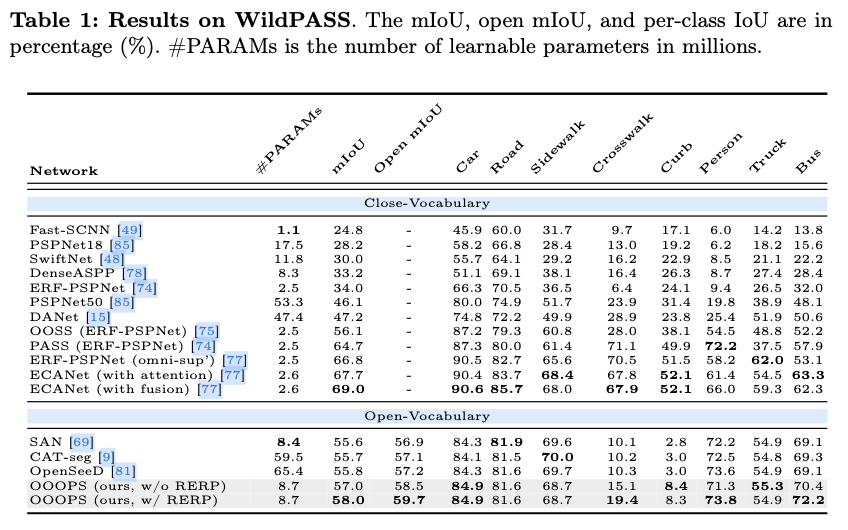 Table 1: Results on WildPASS. The mIoU, open mIoU, and per-class IoU are in
percentage (%). #PARAMs is the number of learnable parameters in millions.
Network #PARAMs mIoU Open mIoU Car Road Sidewalk Crosswalk Curb Person Truck Bus
Close-Vocabulary
Fast-SCNN [49] 1.1 24.8 - 45.9 60.0 31.7 9.7 17.1 6.0 14.2 13.8
PSPNet18 [85] 17.5 28.2 - 58.2 66.8 28.4 13.0 19.2 6.2 18.2 15.6
SwiftNet [48] 11.8 30.0 - 55.7 64.1 29.2 16.2 22.9 8.5 21.1 22.2
DenseASPP [78] 8.3 33.2 - 51.1 69.1 38.1 16.4 26.3 8.7 27.4 28.4
ERF-PSPNet [74] 2.5 34.0 - 66.3 70.5 36.5 6.4 24.1 9.4 26.5 32.0
PSPNet50 [85] 53.3 46.1 - 80.0 74.9 51.7 23.9 31.4 19.8 38.9 48.1
DANet [15] 47.4 47.2 - 74.8 72.2 49.9 28.9 23.8 25.4 51.9 50.6
OOSS (ERF-PSPNet) [75] 2.5 56.1 - 87.2 79.3 60.8 28.0 38.1 54.5 48.8 52.2
PASS (ERF-PSPNet) [74] 2.5 64.7 - 87.3 80.0 61.4 71.1 49.9 72.2 37.5 57.9
ERF-PSPNet (omni-sup') [77] 2.5 66.8 - 90.5 82.7 65.6 70.5 51.5 58.2 62.0 53.1
ECANet (with attention) [77] 2.6 67.7 - 90.4 83.7 68.4 67.8 52.1 61.4 54.5 63.3
ECANet (with fusion) [77] 2.6 69.0 - 90.6 85.7 68.0 67.9 52.1 66.0 59.3 62.3
Open-Vocabulary
SAN [69] 8.4 55.6 56.9 84.3 81.9 69.6 10.1 2.8 72.2 54.9 69.1
CAT-seg [9] 59.5 55.7 57.1 84.1 81.5 70.0 10.2 3.0 72.5 54.8 69.3
OpenSeeD [81] 65.4 55.8 57.2 84.3 81.6 69.7 10.3 3.0 73.6 54.9 69.1
OOOPS (ours, w/o RERP) 8.7 57.0 58.5 84.9 81.6 68.7 15.1 8.4 71.3 55.3 70.4
OOOPS (ours, w/ RERP) 8.7 58.0 59.7 84.9 81.6 68.7 19.4 8.3 73.8 54.9 72.2